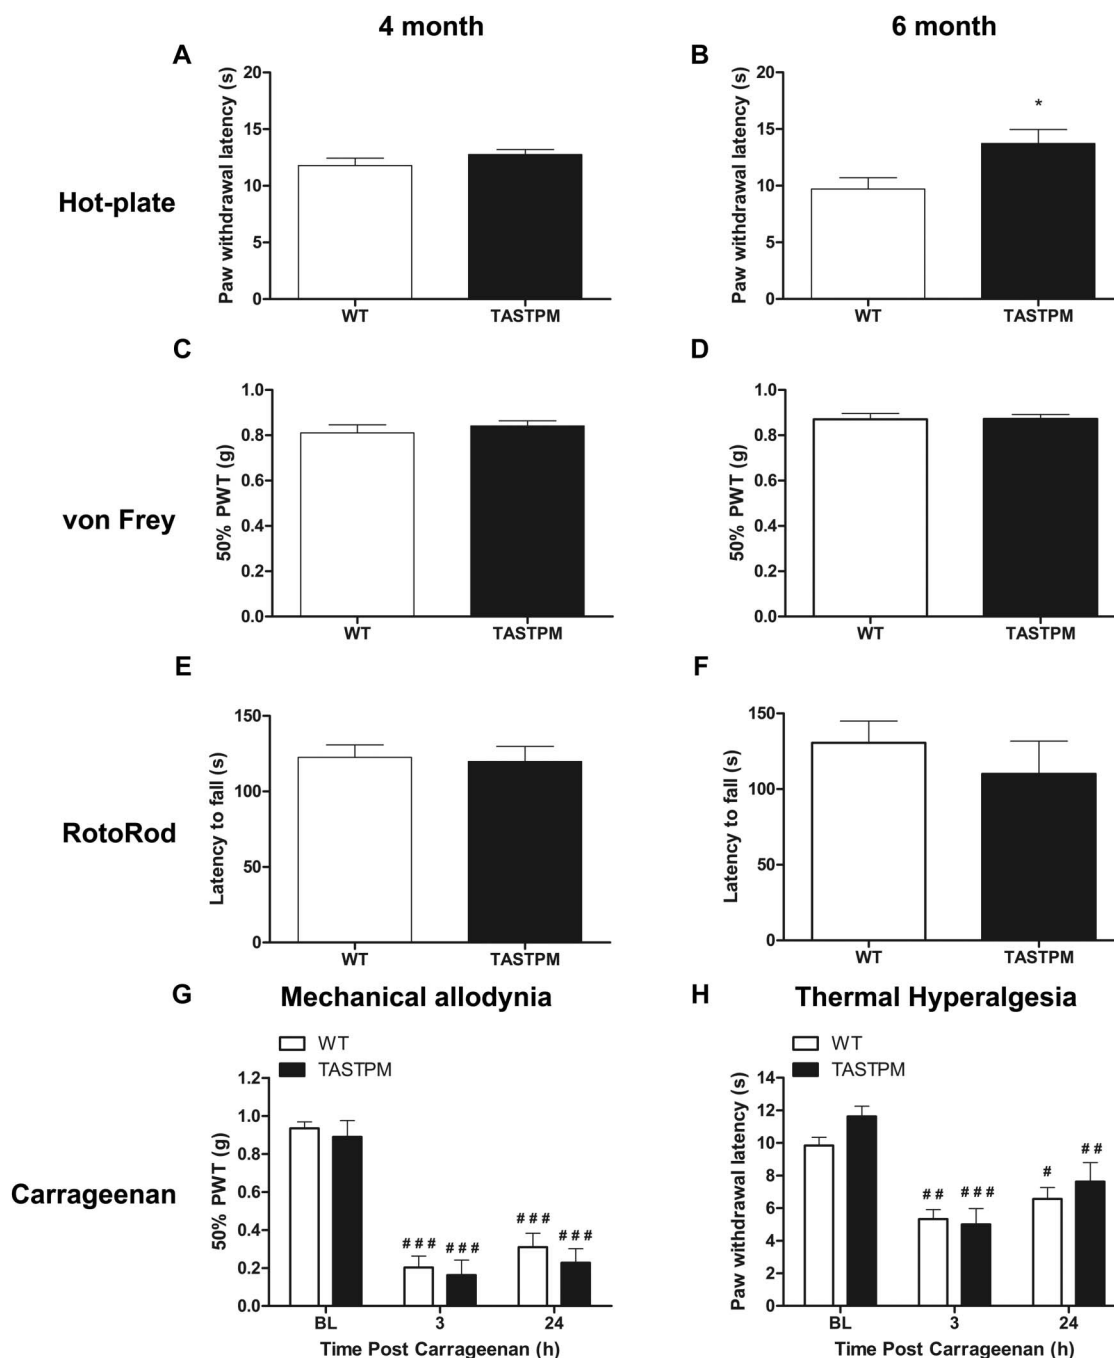 4 month
6 month
A
B
Hot-plate
Paw withdrawal latency (s)
20
15
10
5
0
WT
TASTPM
Paw withdrawal latency (s)
20
15
10
5
0
*
WT
TASTPM
C
D
von Frey
50% PWT (g)
1.0
0.8
0.6
0.4
0.2
0.0
WT
TASTPM
50% PWT (g)
1.0
0.8
0.6
0.4
0.2
0.0
WT
TASTPM
E
F
RotoRod
Latency to fall (s)
150
100
50
0
WT
TASTPM
Latency to fall (s)
150
100
50
0
WT
TASTPM
G
Mechanical allodynia
H
Thermal Hyperalgesia
Carrageenan
WT
TASTPM
50% PWT (g)
1.2
1.0
0.8
0.6
0.4
0.2
0.0
###
###
###
###
BL
3
24
Time Post Carrageenan (h)
WT
TASTPM
Paw withdrawal latency (s)
14
12
10
8
6
4
2
0
##
###
#
##
BL
3
24
Time Post Carrageenan (h)